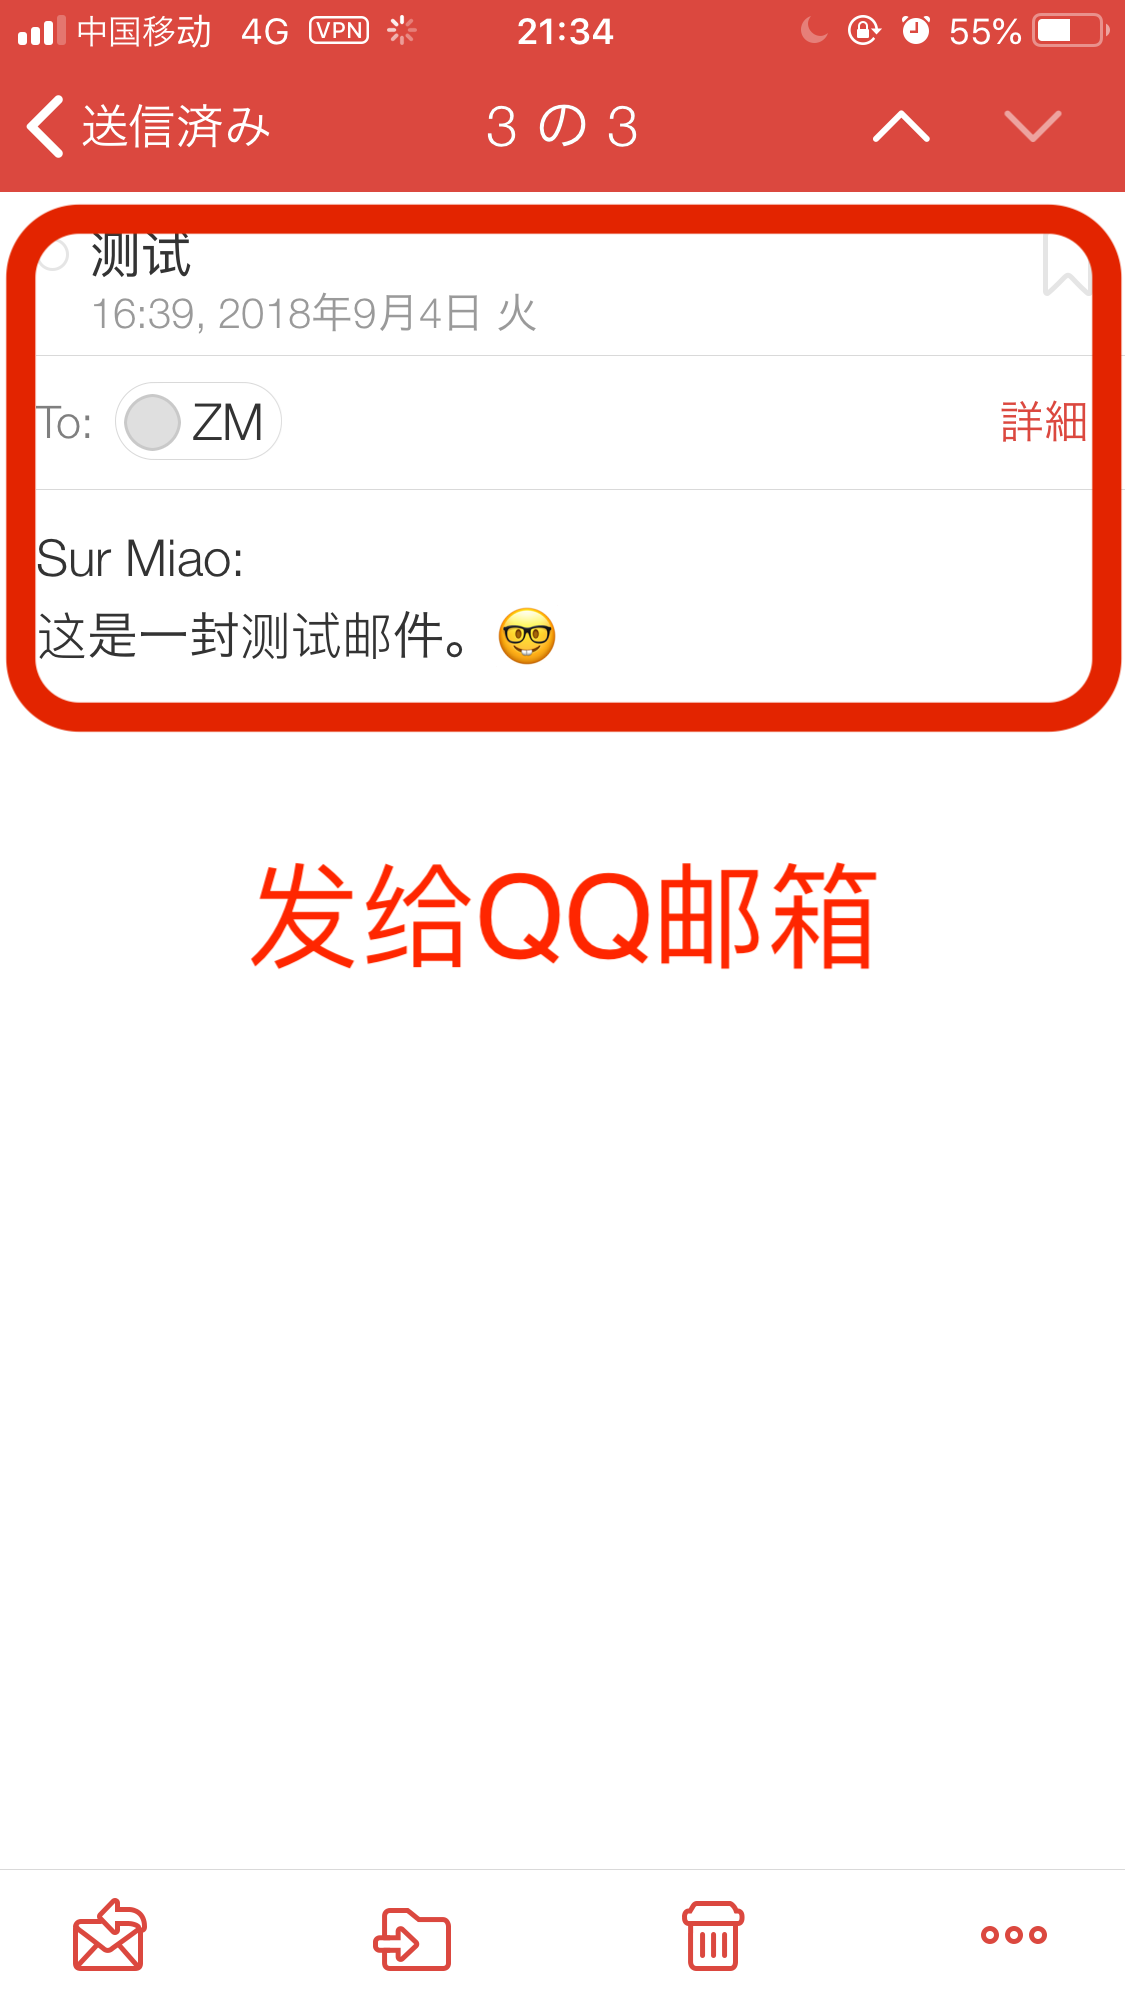 中国移动 4G VPN 21:34 55%
送信済み 3 の 3
测试
16:39, 2018年9月4日 火
To: ZM 詳細
Sur Miao:
这是一封测试邮件。🤓
发给QQ邮箱